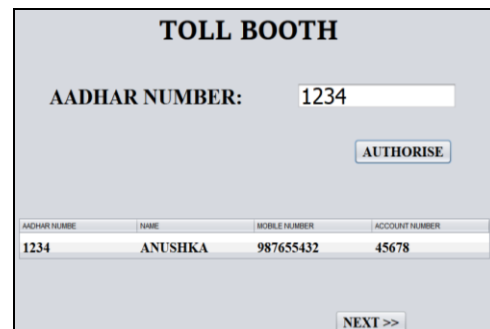 TOLL BOOTH
AADHAR NUMBER: 1234
AUTHORISE
AADHAR NUMBE NAME MOBILE NUMBER ACCOUNT NUMBER
1234 ANUSHKA 987655432 45678
NEXT >>